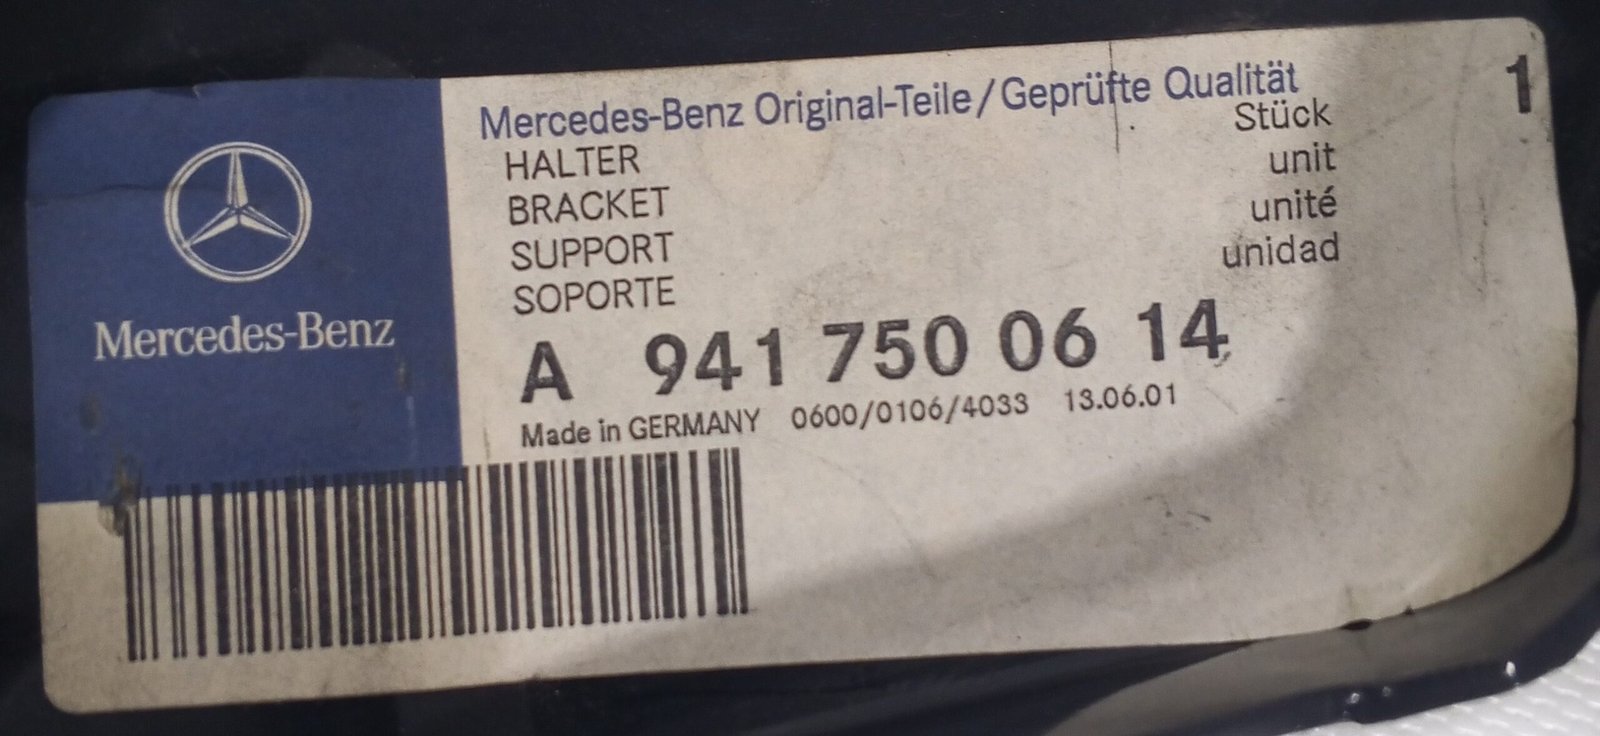 Mercedes-Benz
Mercedes-Benz Original-Teile/Geprüfte Qualität
HALTER Stück 1
BRACKET unit
SUPPORT unité
SOPORTE unidad
A 941 750 06 14
Made in GERMANY 0600/0106/4033 13.06.01